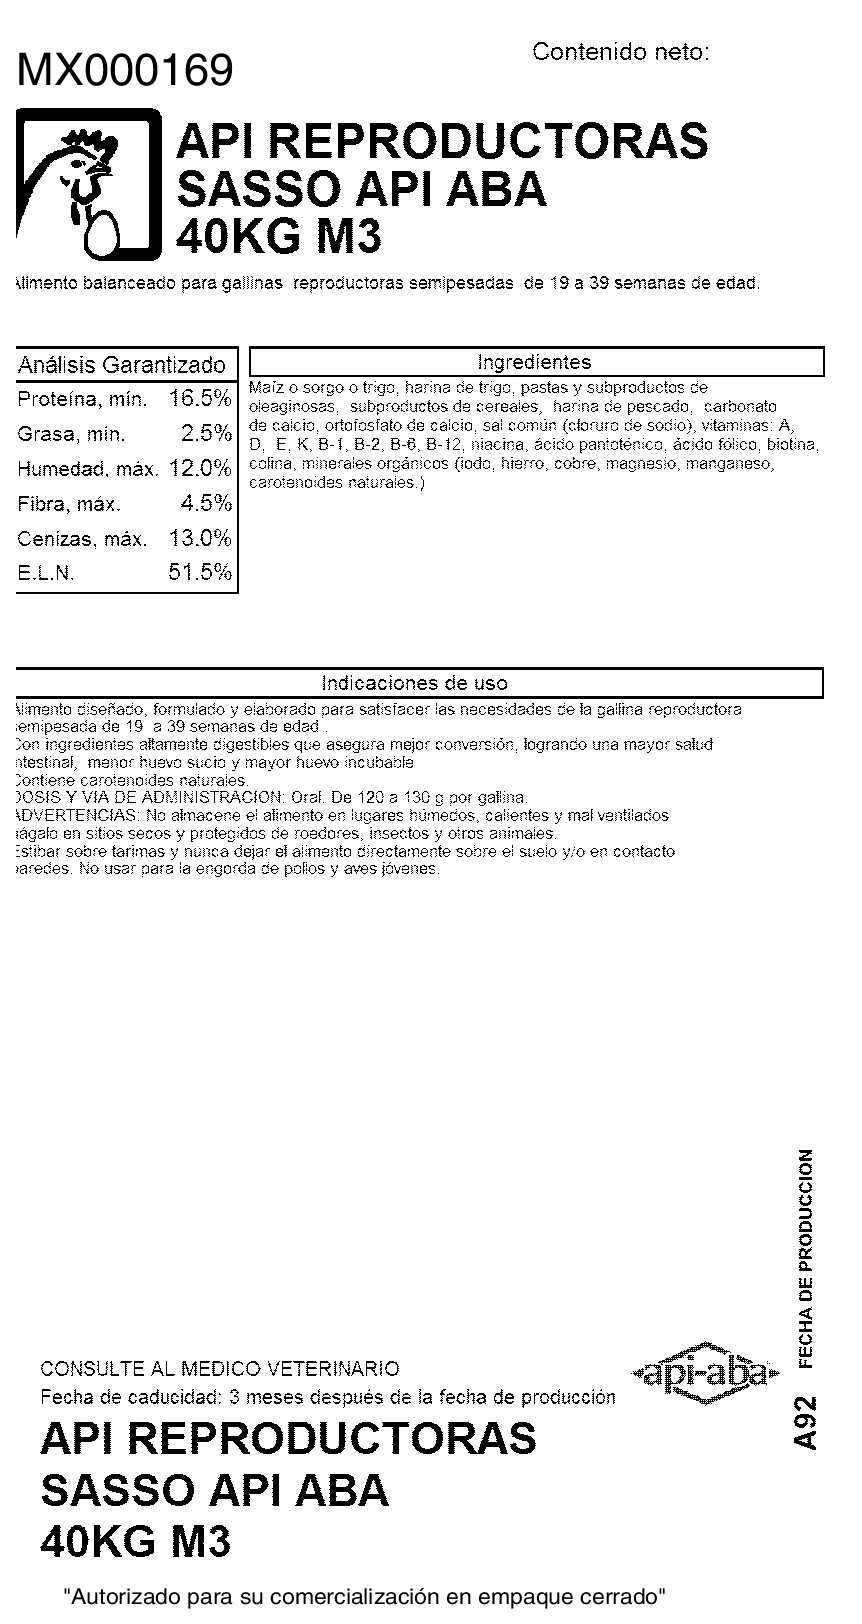 Contenido neto:
MX000169
API REPRODUCTORAS
SASSO API ABA
40KG M3
Alimento balanceado para gallinas reproductoras semipesadas de 19 a 39 semanas de edad.
Análisis Garantizado
Proteína, mín. 16.5%
Grasa, mín. 2.5%
Humedad, máx. 12.0%
Fibra, máx. 4.5%
Cenizas, máx. 13.0%
E.L.N. 51.5%
Ingredientes
Maíz o sorgo o trigo, harina de trigo, pastas y subproductos de
oleaginosas, subproductos de cereales, harina de pescado, carbonato
de calcio, ortofosfato de calcio, sal común (cloruro de sodio), vitaminas: A,
D, E, K, B-1, B-2, B-6, B-12, niacina, ácido pantoténico, ácido fólico, biotina,
colina, minerales orgánicos (iodo, hierro, cobre, magnesio, manganeso,
carotenoides naturales.)
Indicaciones de uso
Alimento diseñado, formulado y elaborado para satisfacer las necesidades de la gallina reproductora
semipesada de 19 a 39 semanas de edad .
Con ingredientes altamente digestibles que asegura mejor conversión, logrando una mayor salud
intestinal, menor huevo sucio y mayor huevo incubable
Contiene carotenoides naturales.
DOSIS Y VIA DE ADMINISTRACION: Oral. De 120 a 130 g por gallina.
ADVERTENCIAS: No almacene el alimento en lugares húmedos, calientes y mal ventilados
hágalo en sitios secos y protegidos de roedores, insectos y otros animales.
Estibar sobre tarimas y nunca dejar el alimento directamente sobre el suelo y/o en contacto
paredes. No usar para la engorda de pollos y aves jóvenes.
FECHA DE PRODUCCION
A92
CONSULTE AL MEDICO VETERINARIO
api-aba
Fecha de caducidad: 3 meses después de la fecha de producción
API REPRODUCTORAS
SASSO API ABA
40KG M3
"Autorizado para su comercialización en empaque cerrado"